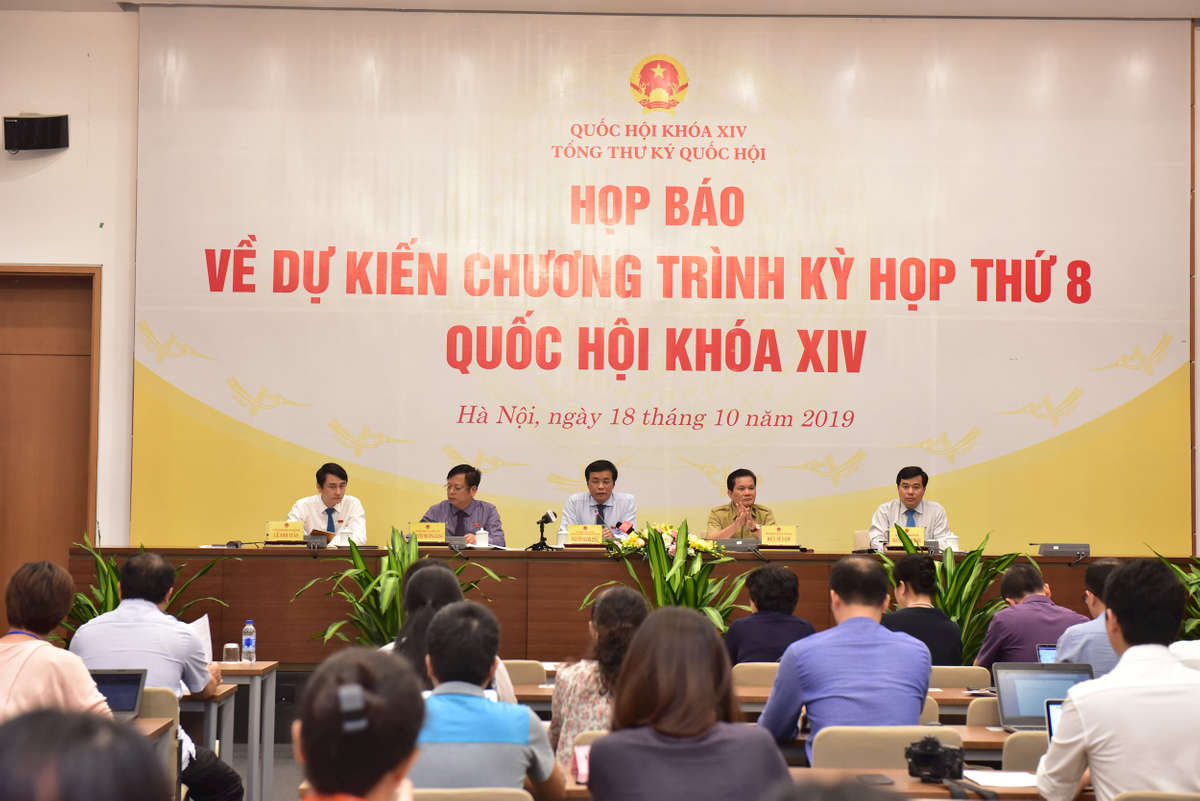 QUỐC HỘI KHÓA XIV
TỔNG THƯ KÝ QUỐC HỘI
HỌP BÁO
VỀ DỰ KIẾN CHƯƠNG TRÌNH KỲ HỌP THỨ 8
QUỐC HỘI KHÓA XIV
Hà Nội, ngày 18 tháng 10 năm 2019